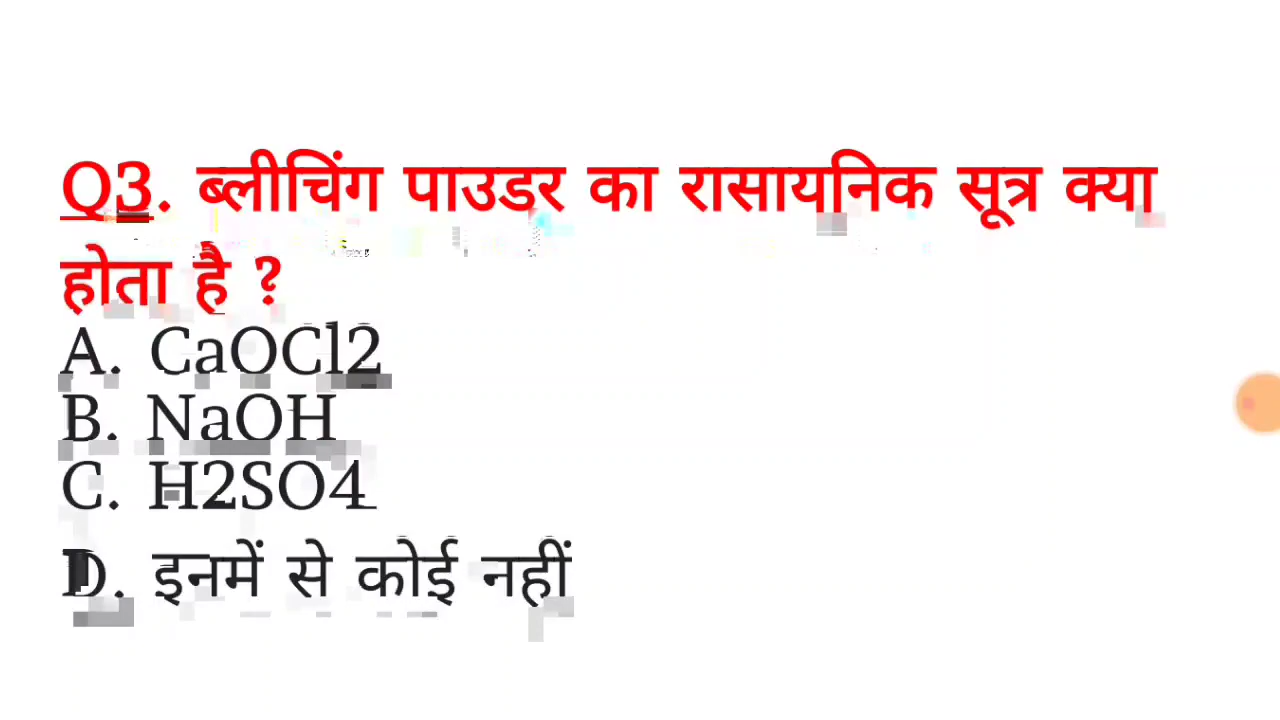 Q3. ब्लीचिंग पाउडर का रासायनिक सूत्र क्या
होता है ?
A. CaOCl2
B. NaOH
C. H2SO4
D. इनमें से कोई नहीं